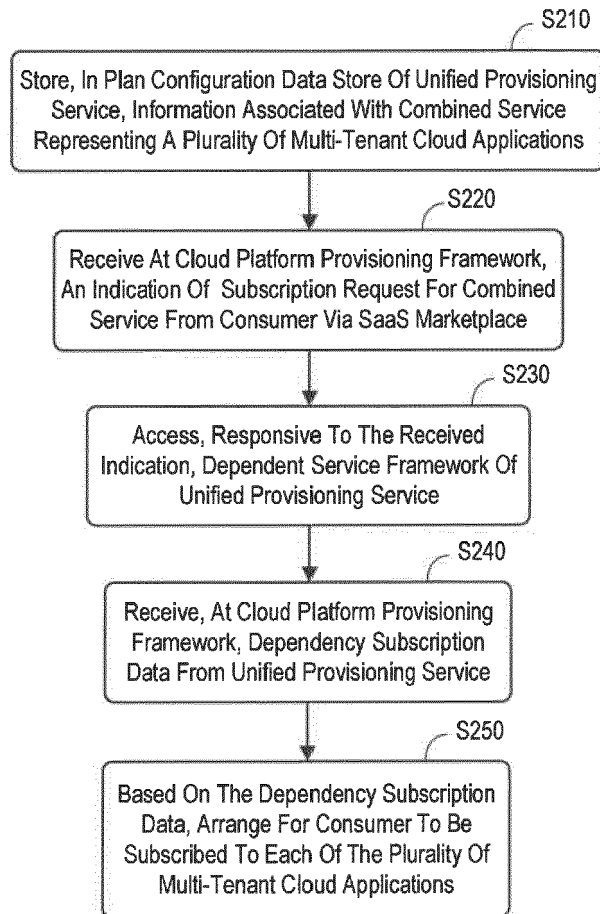 S210
Store, In Plan Configuration Data Store Of Unified Provisioning
Service, Information Associated With Combined Service
Representing A Plurality Of Multi-Tenant Cloud Applications
S220
Receive At Cloud Platform Provisioning Framework,
An Indication Of Subscription Request For Combined
Service From Consumer Via SaaS Marketplace
S230
Access, Responsive To The Received
Indication, Dependent Service Framework Of
Unified Provisioning Service
S240
Receive, At Cloud Platform Provisioning
Framework, Dependency Subscription
Data From Unified Provisioning Service
S250
Based On The Dependency Subscription
Data, Arrange For Consumer To Be
Subscribed To Each Of The Plurality Of
Multi-Tenant Cloud Applications